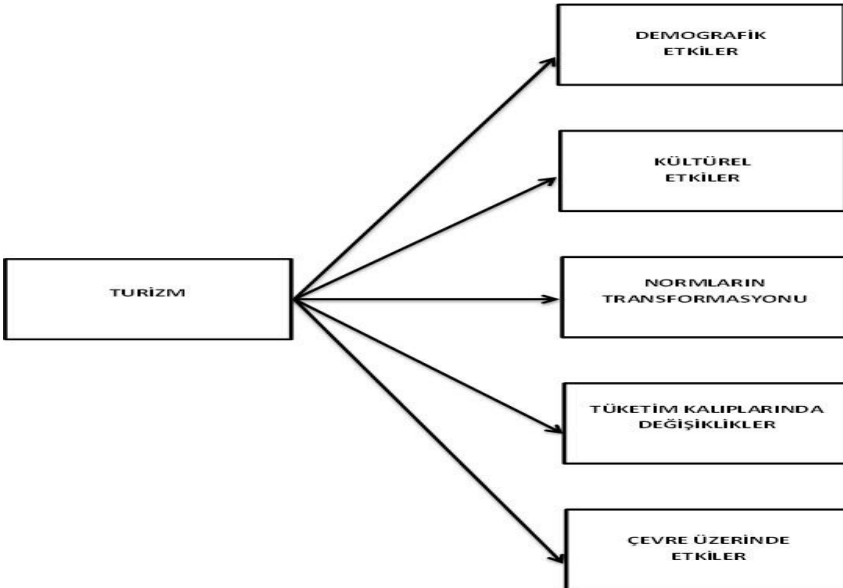 DEMOGRAFİK
ETKİLER
KÜLTÜREL
ETKİLER
TURİZM
NORMLARIN
TRANSFORMASYONU
TÜKETİM KALIPLARINDA
DEĞİŞİKLİKLER
ÇEVRE ÜZERİNDE
ETKİLER